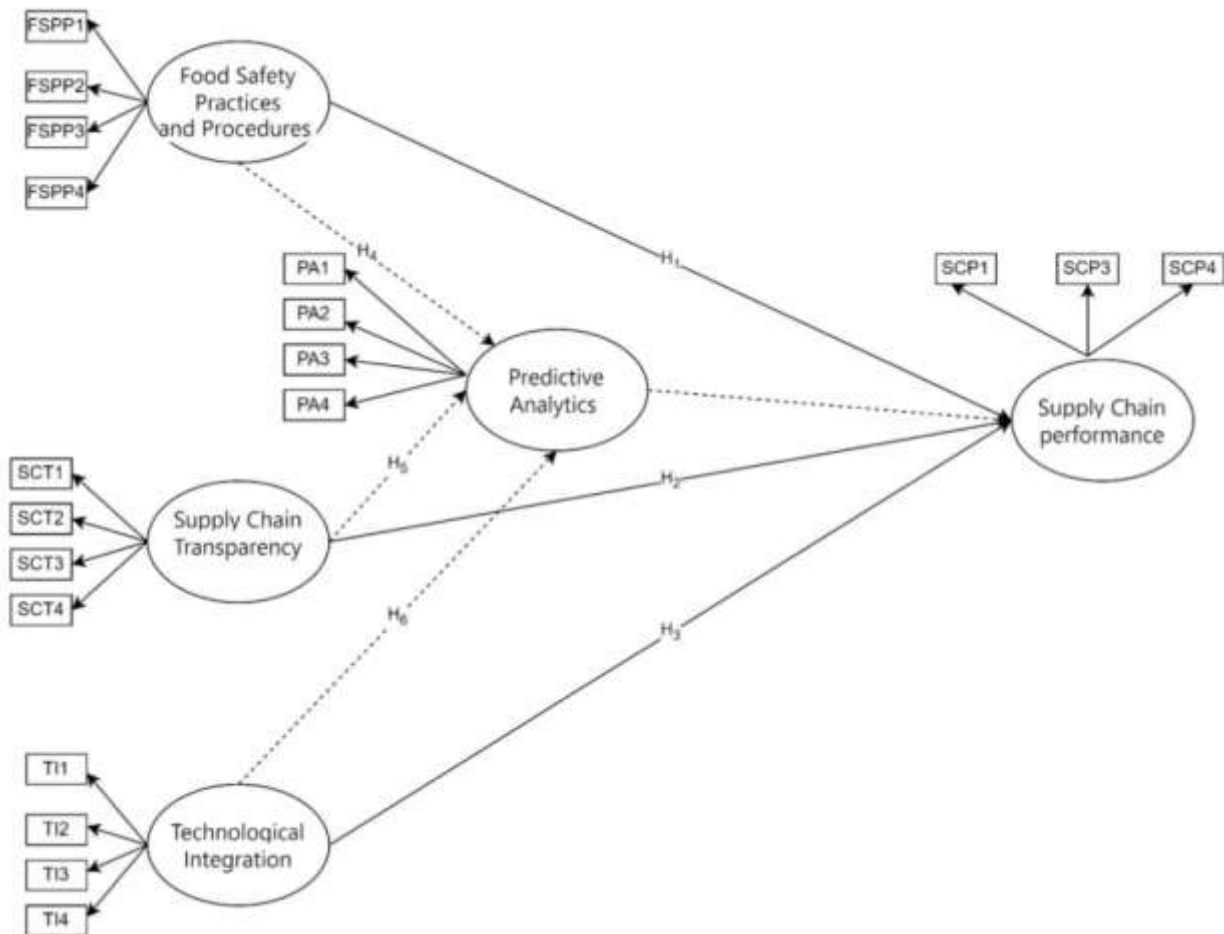 FSPP1
FSPP2
FSPP3
FSPP4
Food Safety
Practices
and Procedures
H4
H1
PA1
PA2
PA3
PA4
Predictive
Analytics
SCP1
SCP3
SCP4
Supply Chain
performance
SCT1
SCT2
SCT3
SCT4
Supply Chain
Transparency
H5
H2
H6
H3
TI1
TI2
TI3
TI4
Technological
Integration